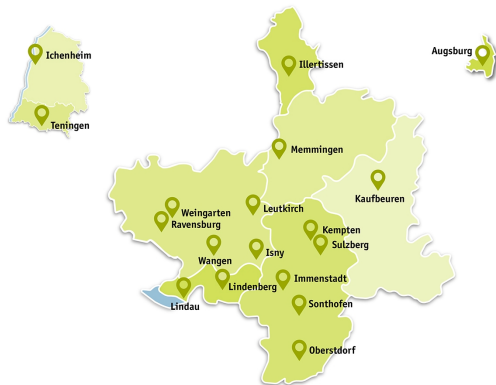 Augsburg
Ichenheim
Illertissen
Teningen
Memmingen
Kaufbeuren
Leutkirch
Weingarten
Ravensburg
Kempten
Sulzberg
Isny
Wangen
Immenstadt
Lindenberg
Lindau
Sonthofen
Oberstdorf